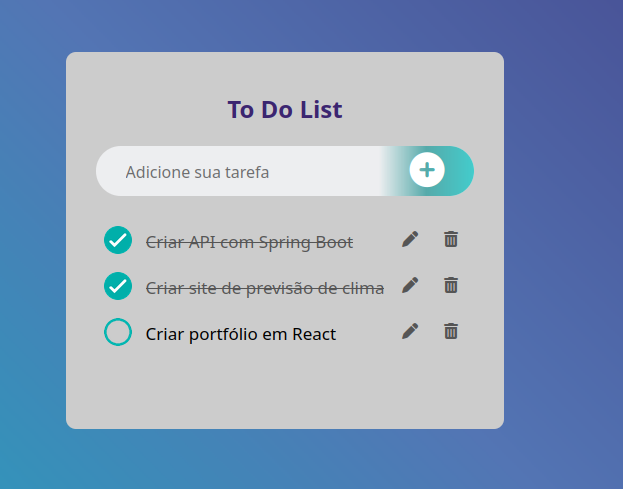 To Do List
Adicione sua tarefa
Criar API com Spring Boot
Criar site de previsão de clima
Criar portfólio em React